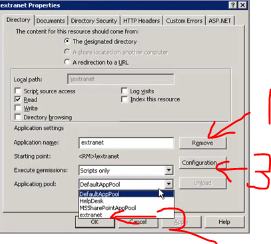 extranet Properties
Directory Documents Directory Security HTTP Headers Custom Errors ASP.NET
The content for this resource should come from:
The designated directory
A share located on another computer
A redirection to a URL
Local path: \extranet
Script source access Log visits
Read Index this resource
Write
Directory browsing
Application settings
Application name: extranet Remove 1
Starting point: <RM>\extranet
Configuration... 3
Execute permissions: Scripts only
Application pool: DefaultAppPool Unload
DefaultAppPool
HelpDesk
MSSharePointAppPool
extranet 2
OK Cancel Help